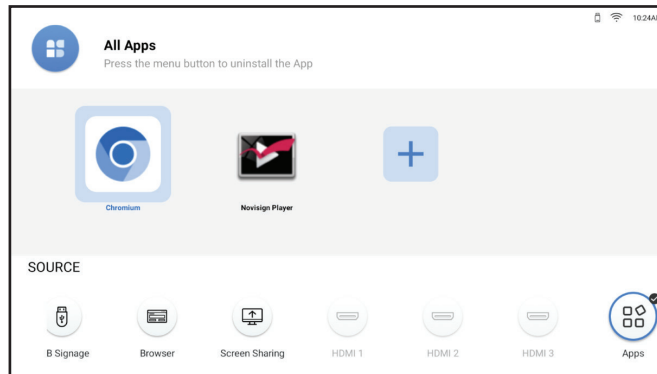 10:24AM
All Apps
Press the menu button to uninstall the App
Chromium
Novisign Player
SOURCE
B Signage
Browser
Screen Sharing
HDMI 1
HDMI 2
HDMI 3
Apps